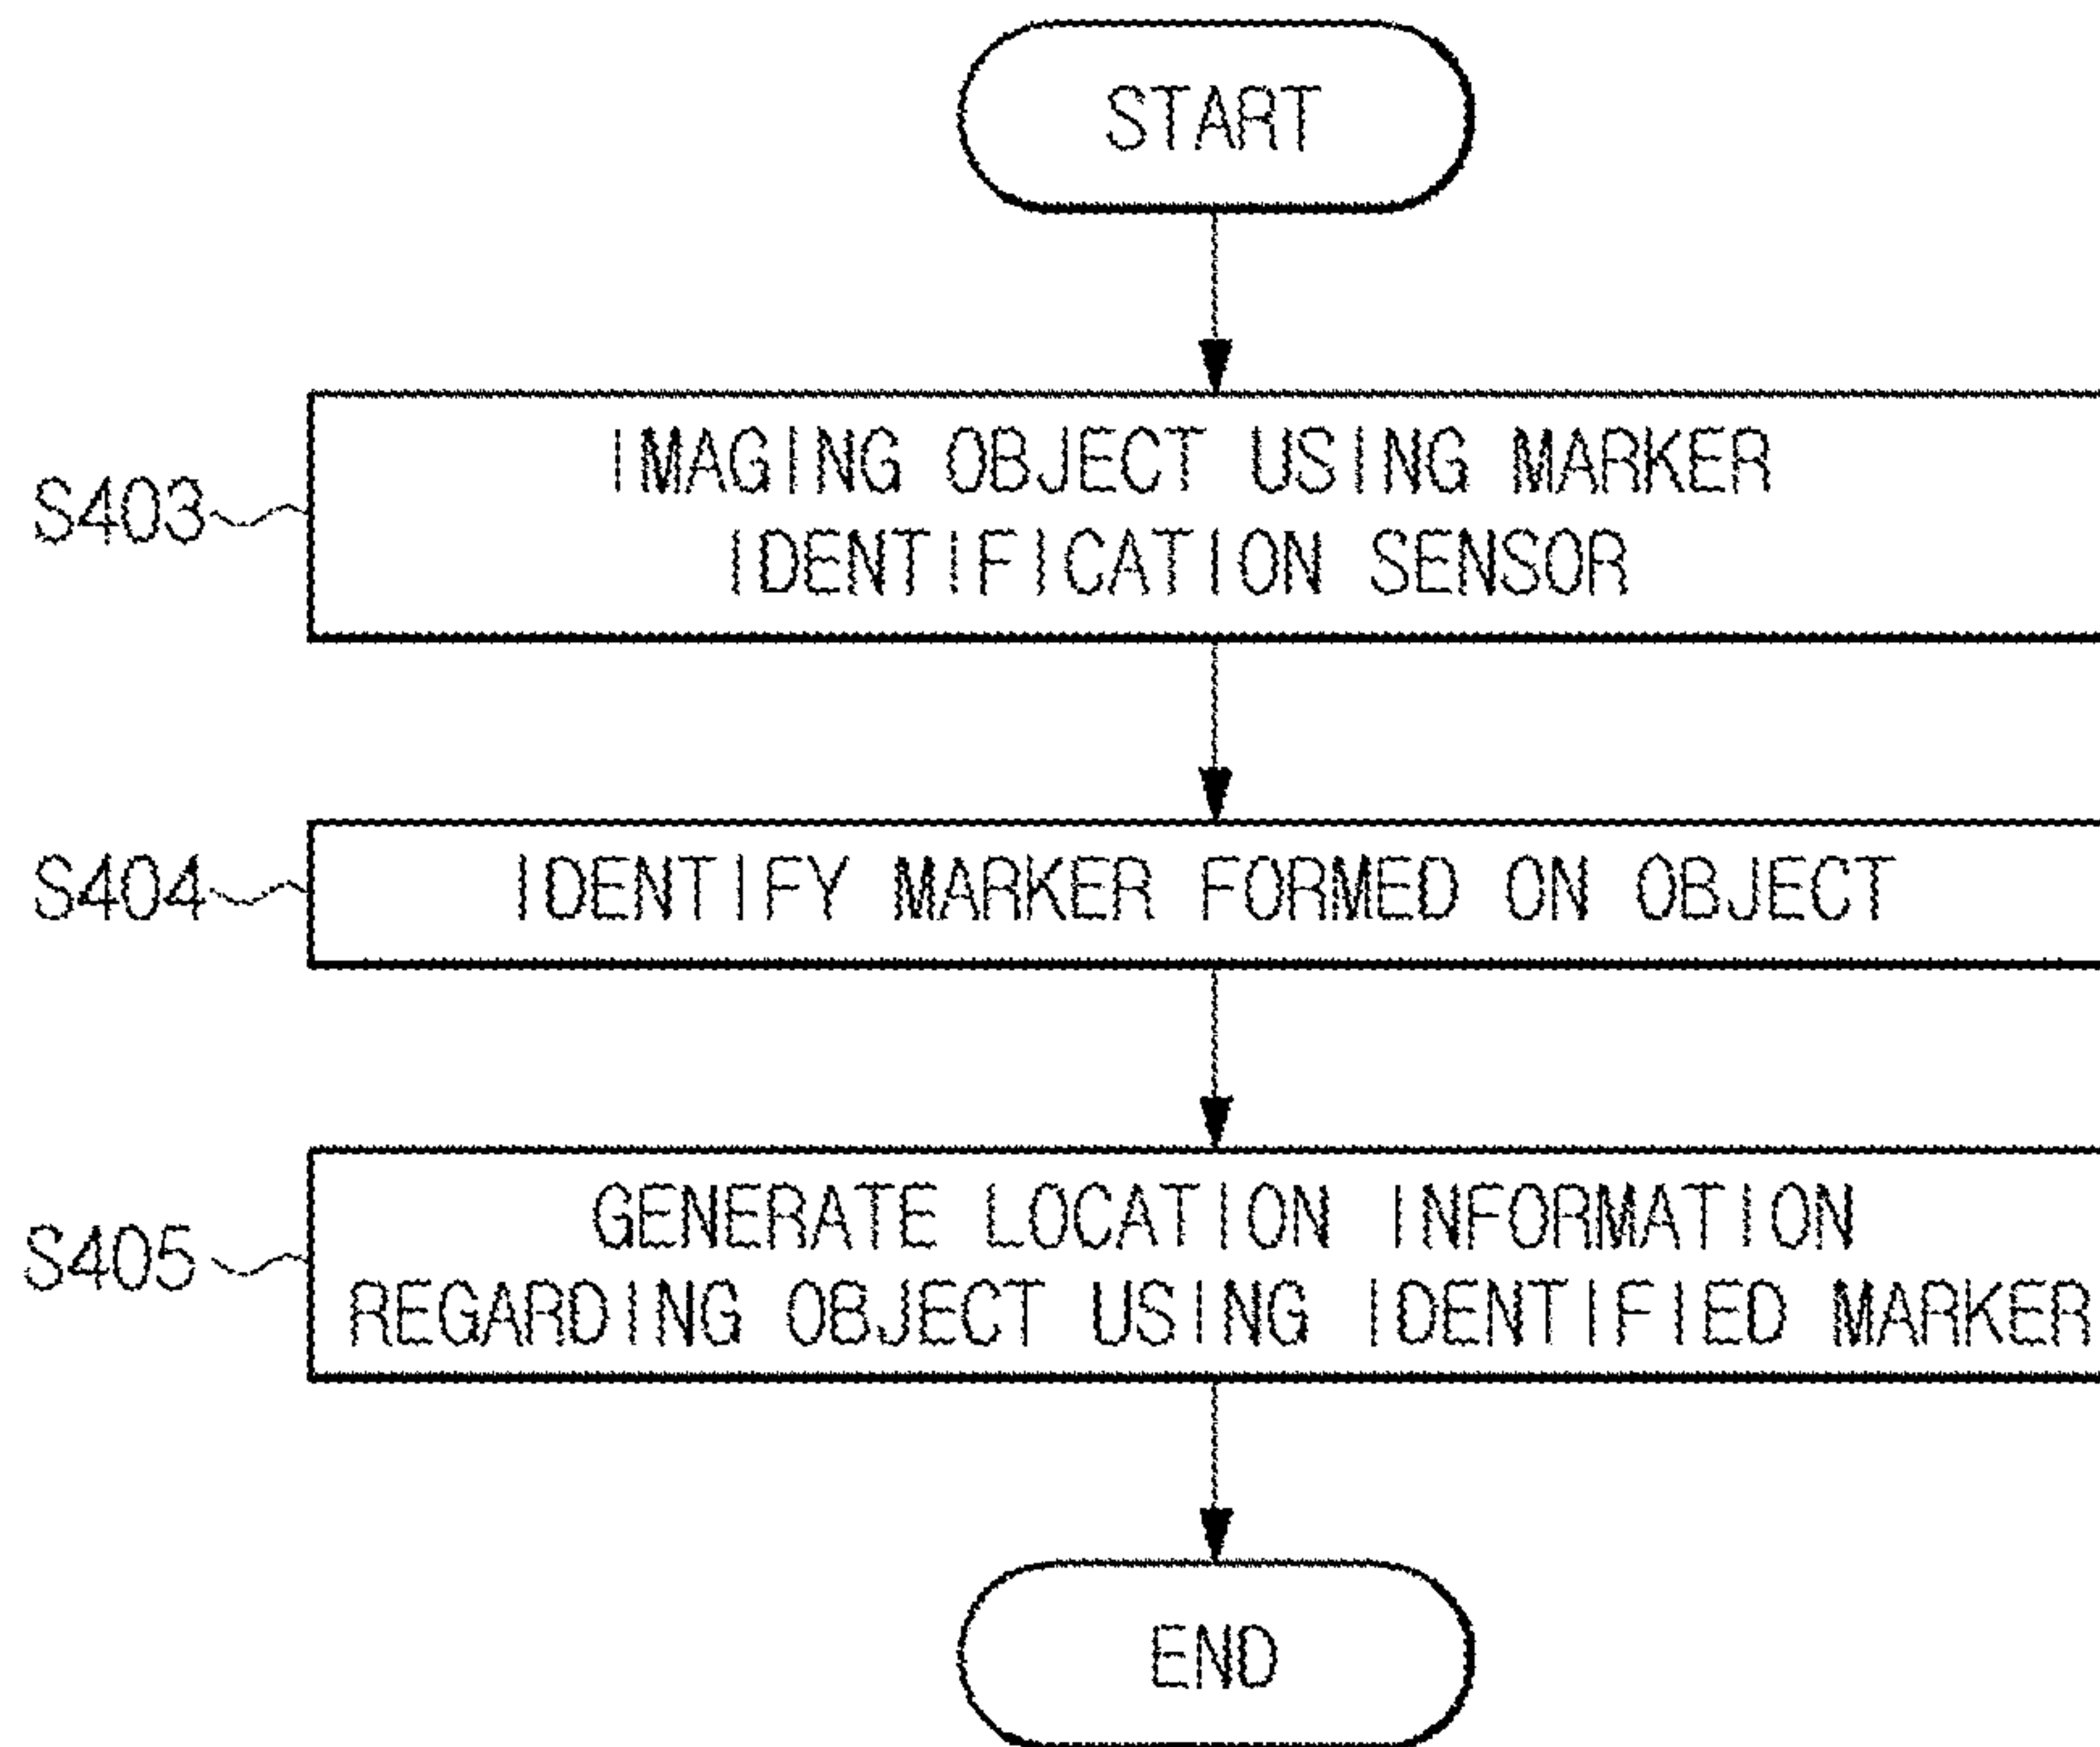 START
S403
IMAGING OBJECT USING MARKER
IDENTIFICATION SENSOR
S404
IDENTIFY MARKER FORMED ON OBJECT
S405
GENERATE LOCATION INFORMATION
REGARDING OBJECT USING IDENTIFIED MARKER
END